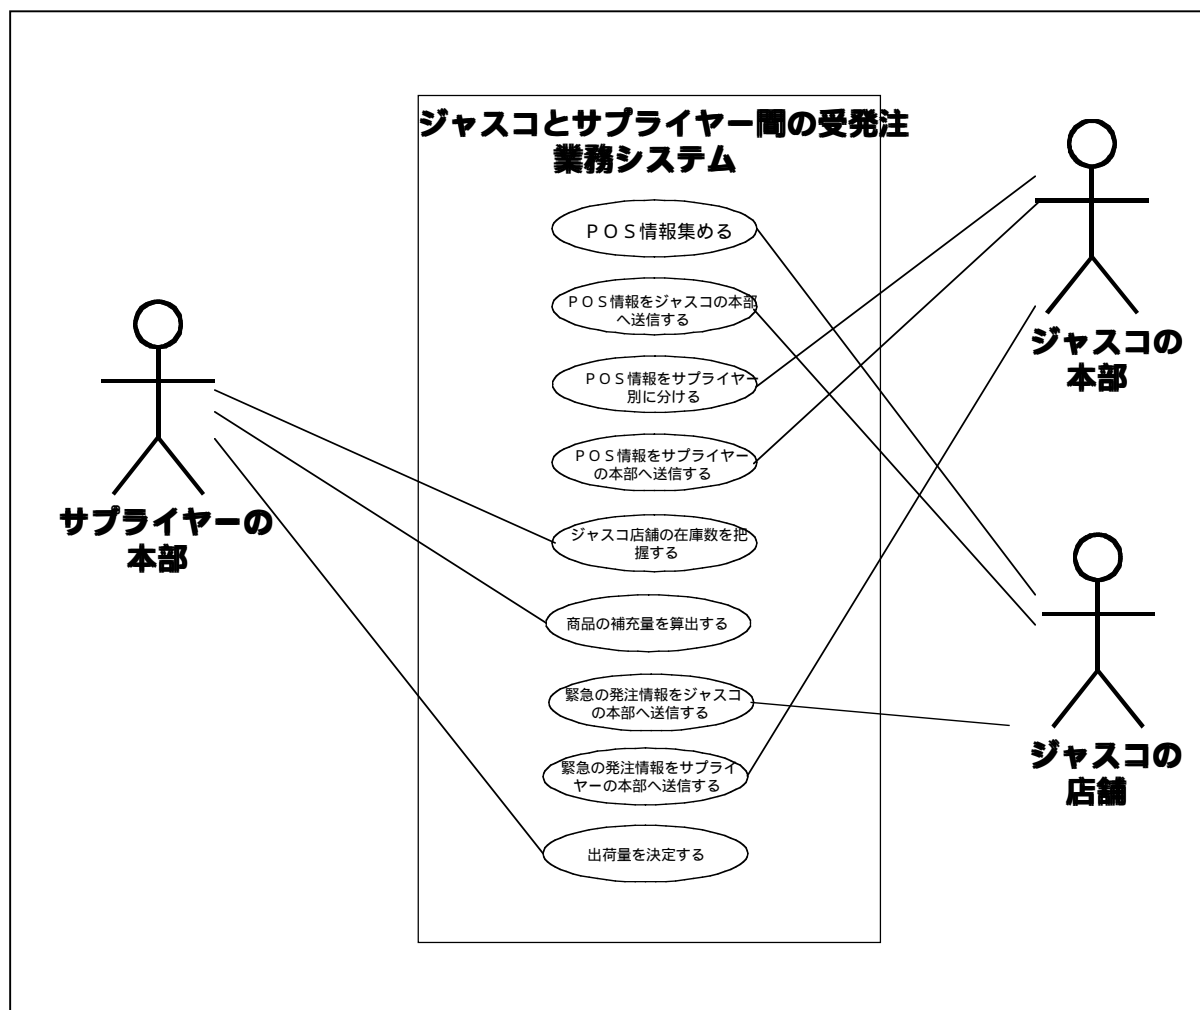 ジャスコとサプライヤー間の受発注
業務システム
ＰＯＳ情報集める
ＰＯＳ情報をジャスコの本部
へ送信する
ＰＯＳ情報をサプライヤー
別に分ける
ＰＯＳ情報をサプライヤー
の本部へ送信する
ジャスコ店舗の在庫数を把
握する
商品の補充量を算出する
緊急の発注情報をジャスコ
の本部へ送信する
緊急の発注情報をサプライ
ヤーの本部へ送信する
出荷量を決定する
サプライヤーの
本部
ジャスコの
本部
ジャスコの
店舗